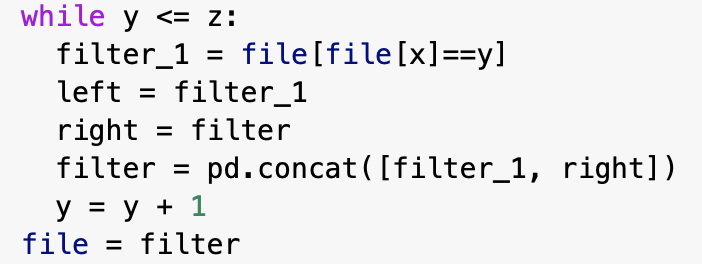 while y <= z:
  filter_1 = file[file[x]==y]
  left = filter_1
  right = filter
  filter = pd.concat([filter_1, right])
  y = y + 1
file = filter